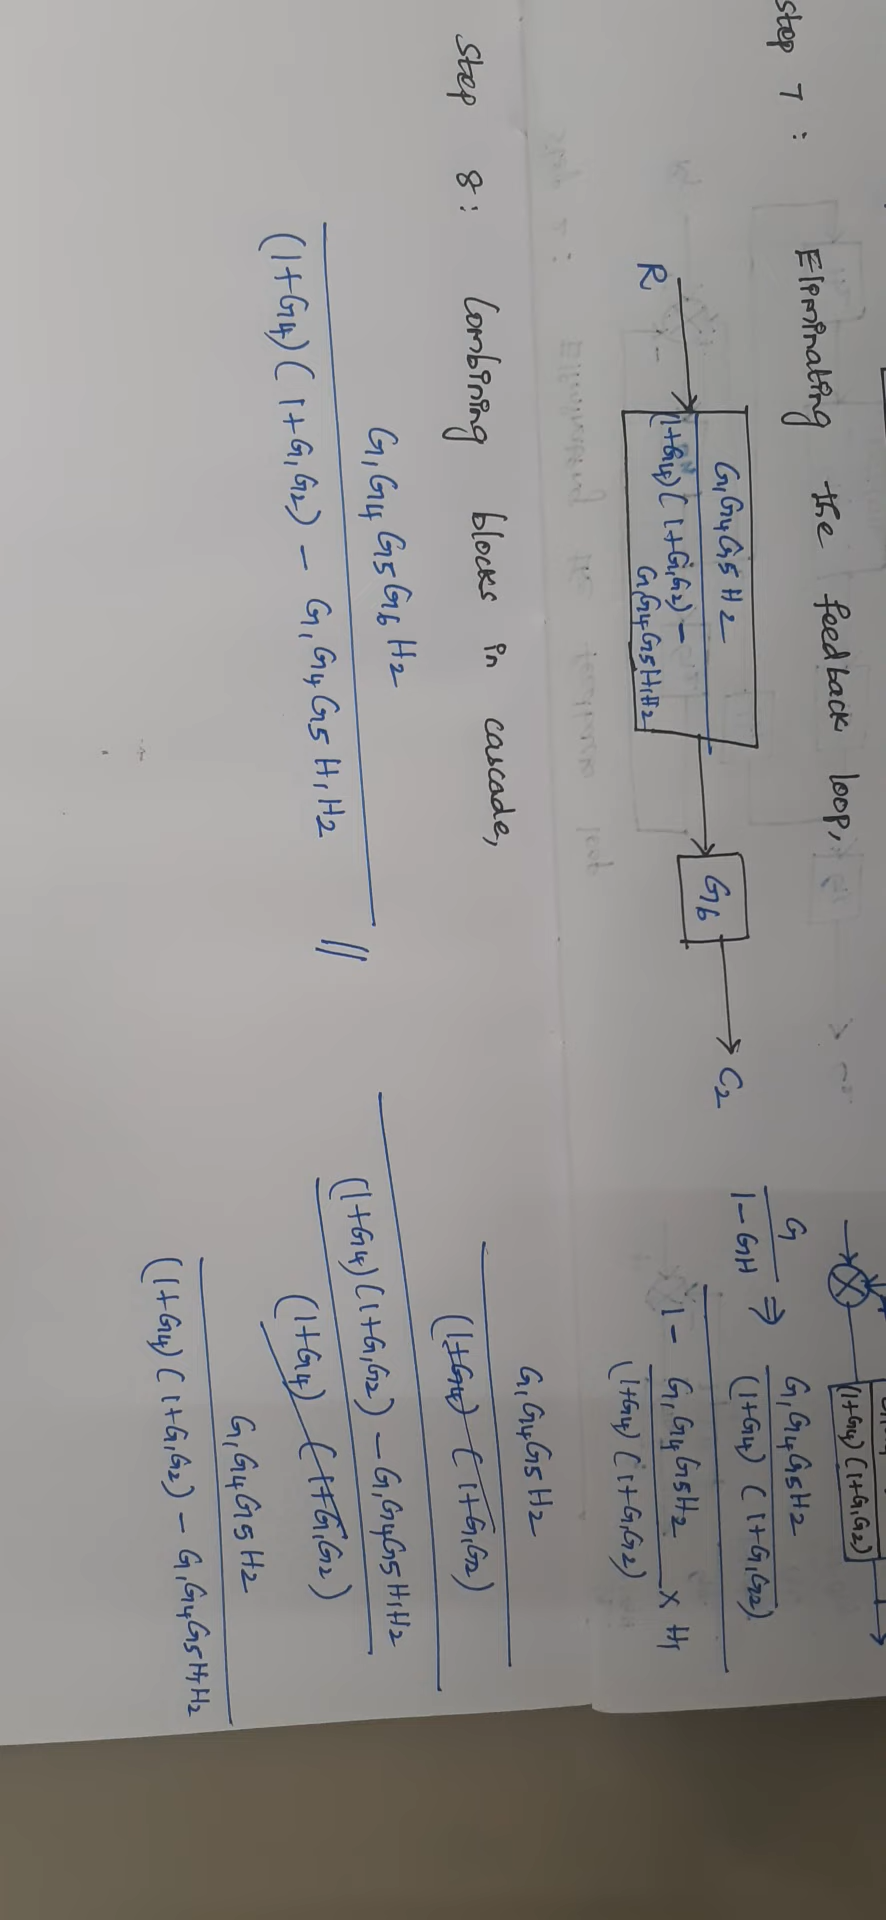 Step 7: Eliminating the feedback loop,
R
G1G4G5H2
(1+G4)(1+G1G2) -
G1G4G5H1H2
G6
C2
(1+G4)(1+G1G2)
G
1-GH
⇒
G1G4G5H2
(1+G4)(1+G1G2)
1 - G1G4G5H2 × H1
(1+G4)(1+G1G2)
Step 8: Combining blocks in cascade,
G1G4G5G6H2
(1+G4)(1+G1G2) - G1G4G5H1H2 //
G1G4G5H2
(1+G4)(1+G1G2)
(1+G4)(1+G1G2) - G1G4G5H1H2
(1+G4)(1+G1G2)
G1G4G5H2
(1+G4)(1+G1G2) - G1G4G5H1H2